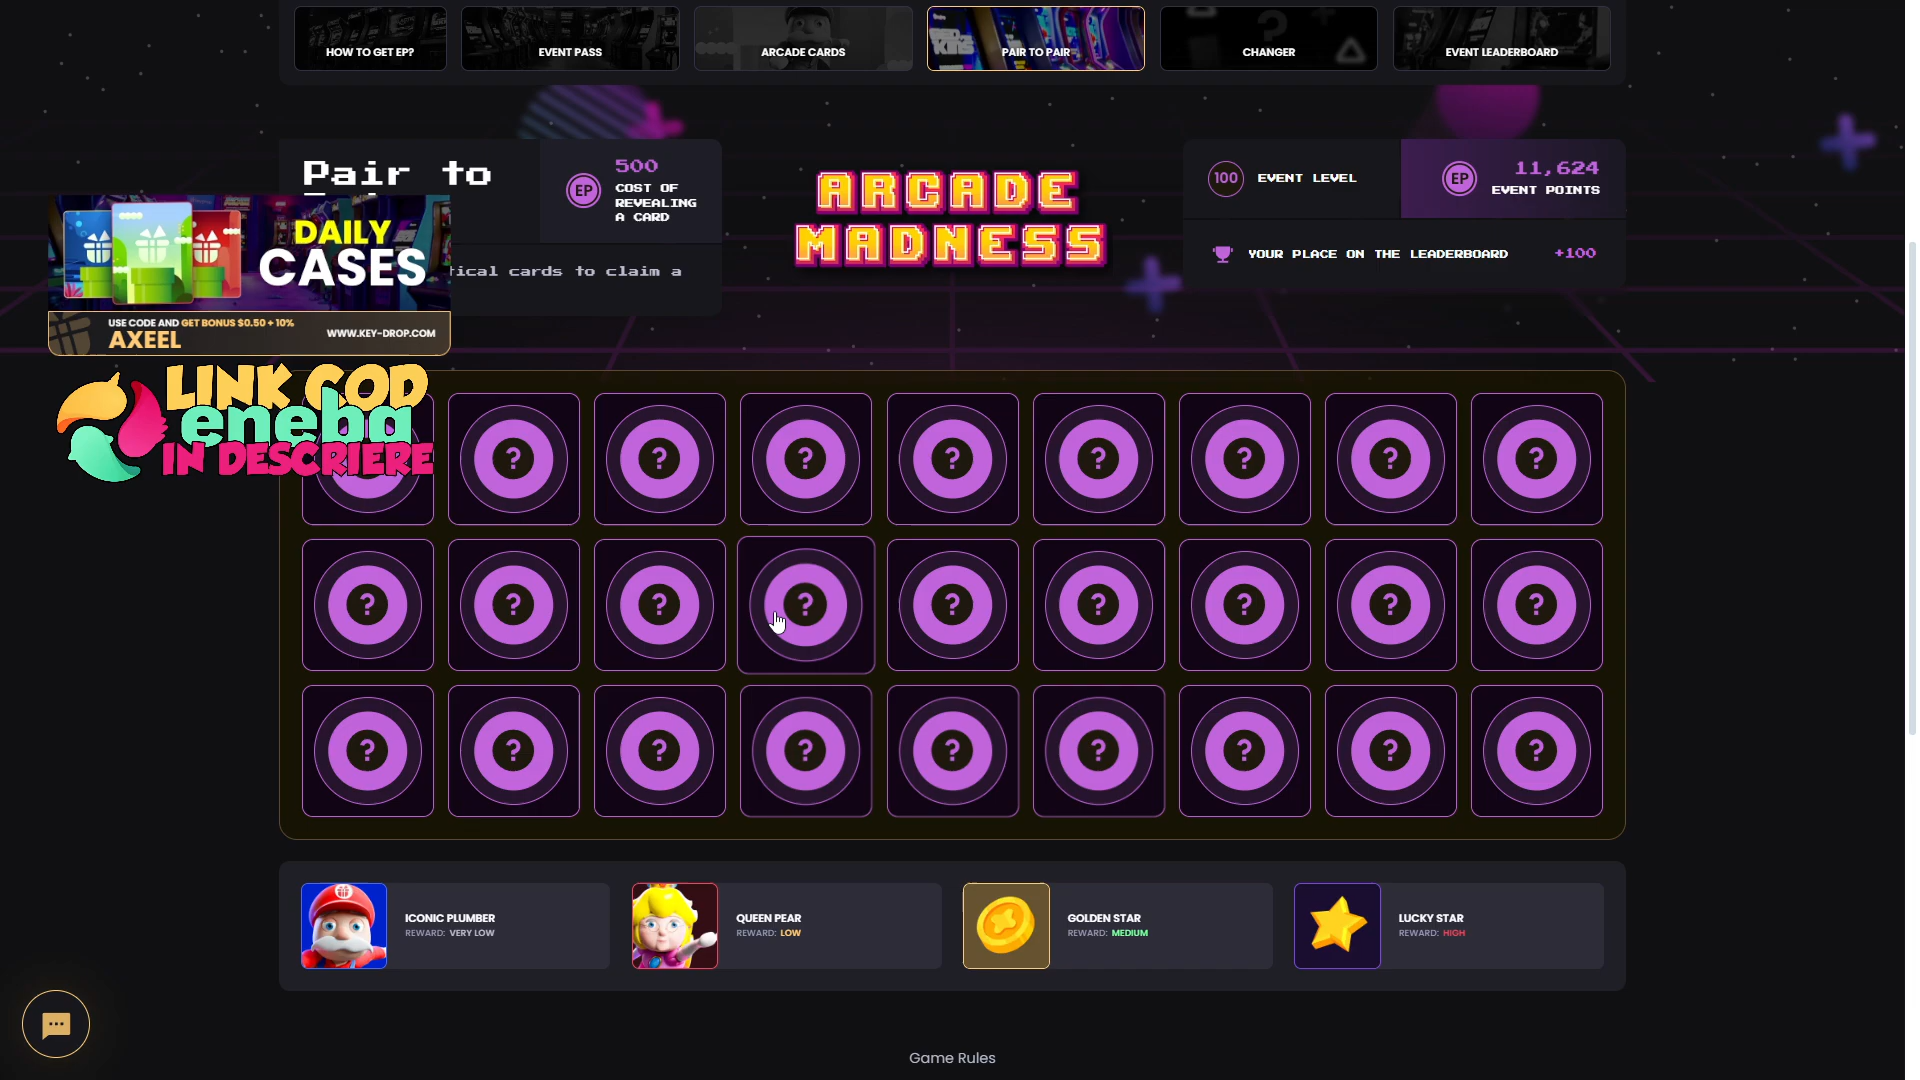 HOW TO GET EP?
EVENT PASS
ARCADE CARDS
PAIR TO PAIR
CHANGER
EVENT LEADERBOARD
Pair to
EP
500
COST OF
REVEALING
A CARD
tical cards to claim a
ARCADE
MADNESS
100
EVENT LEVEL
EP
11,624
EVENT POINTS
YOUR PLACE ON THE LEADERBOARD
+100
DAILY
CASES
USE CODE AND GET BONUS $0.50 + 10%
AXEEL
WWW.KEY-DROP.COM
LINK COD
eneba
IN DESCRIERE
? ? ? ? ? ? ? ?
? ? ? ? ? ? ? ? ?
? ? ? ? ? ? ? ? ?
ICONIC PLUMBER
REWARD: VERY LOW
QUEEN PEAR
REWARD: LOW
GOLDEN STAR
REWARD: MEDIUM
LUCKY STAR
REWARD: HIGH
Game Rules